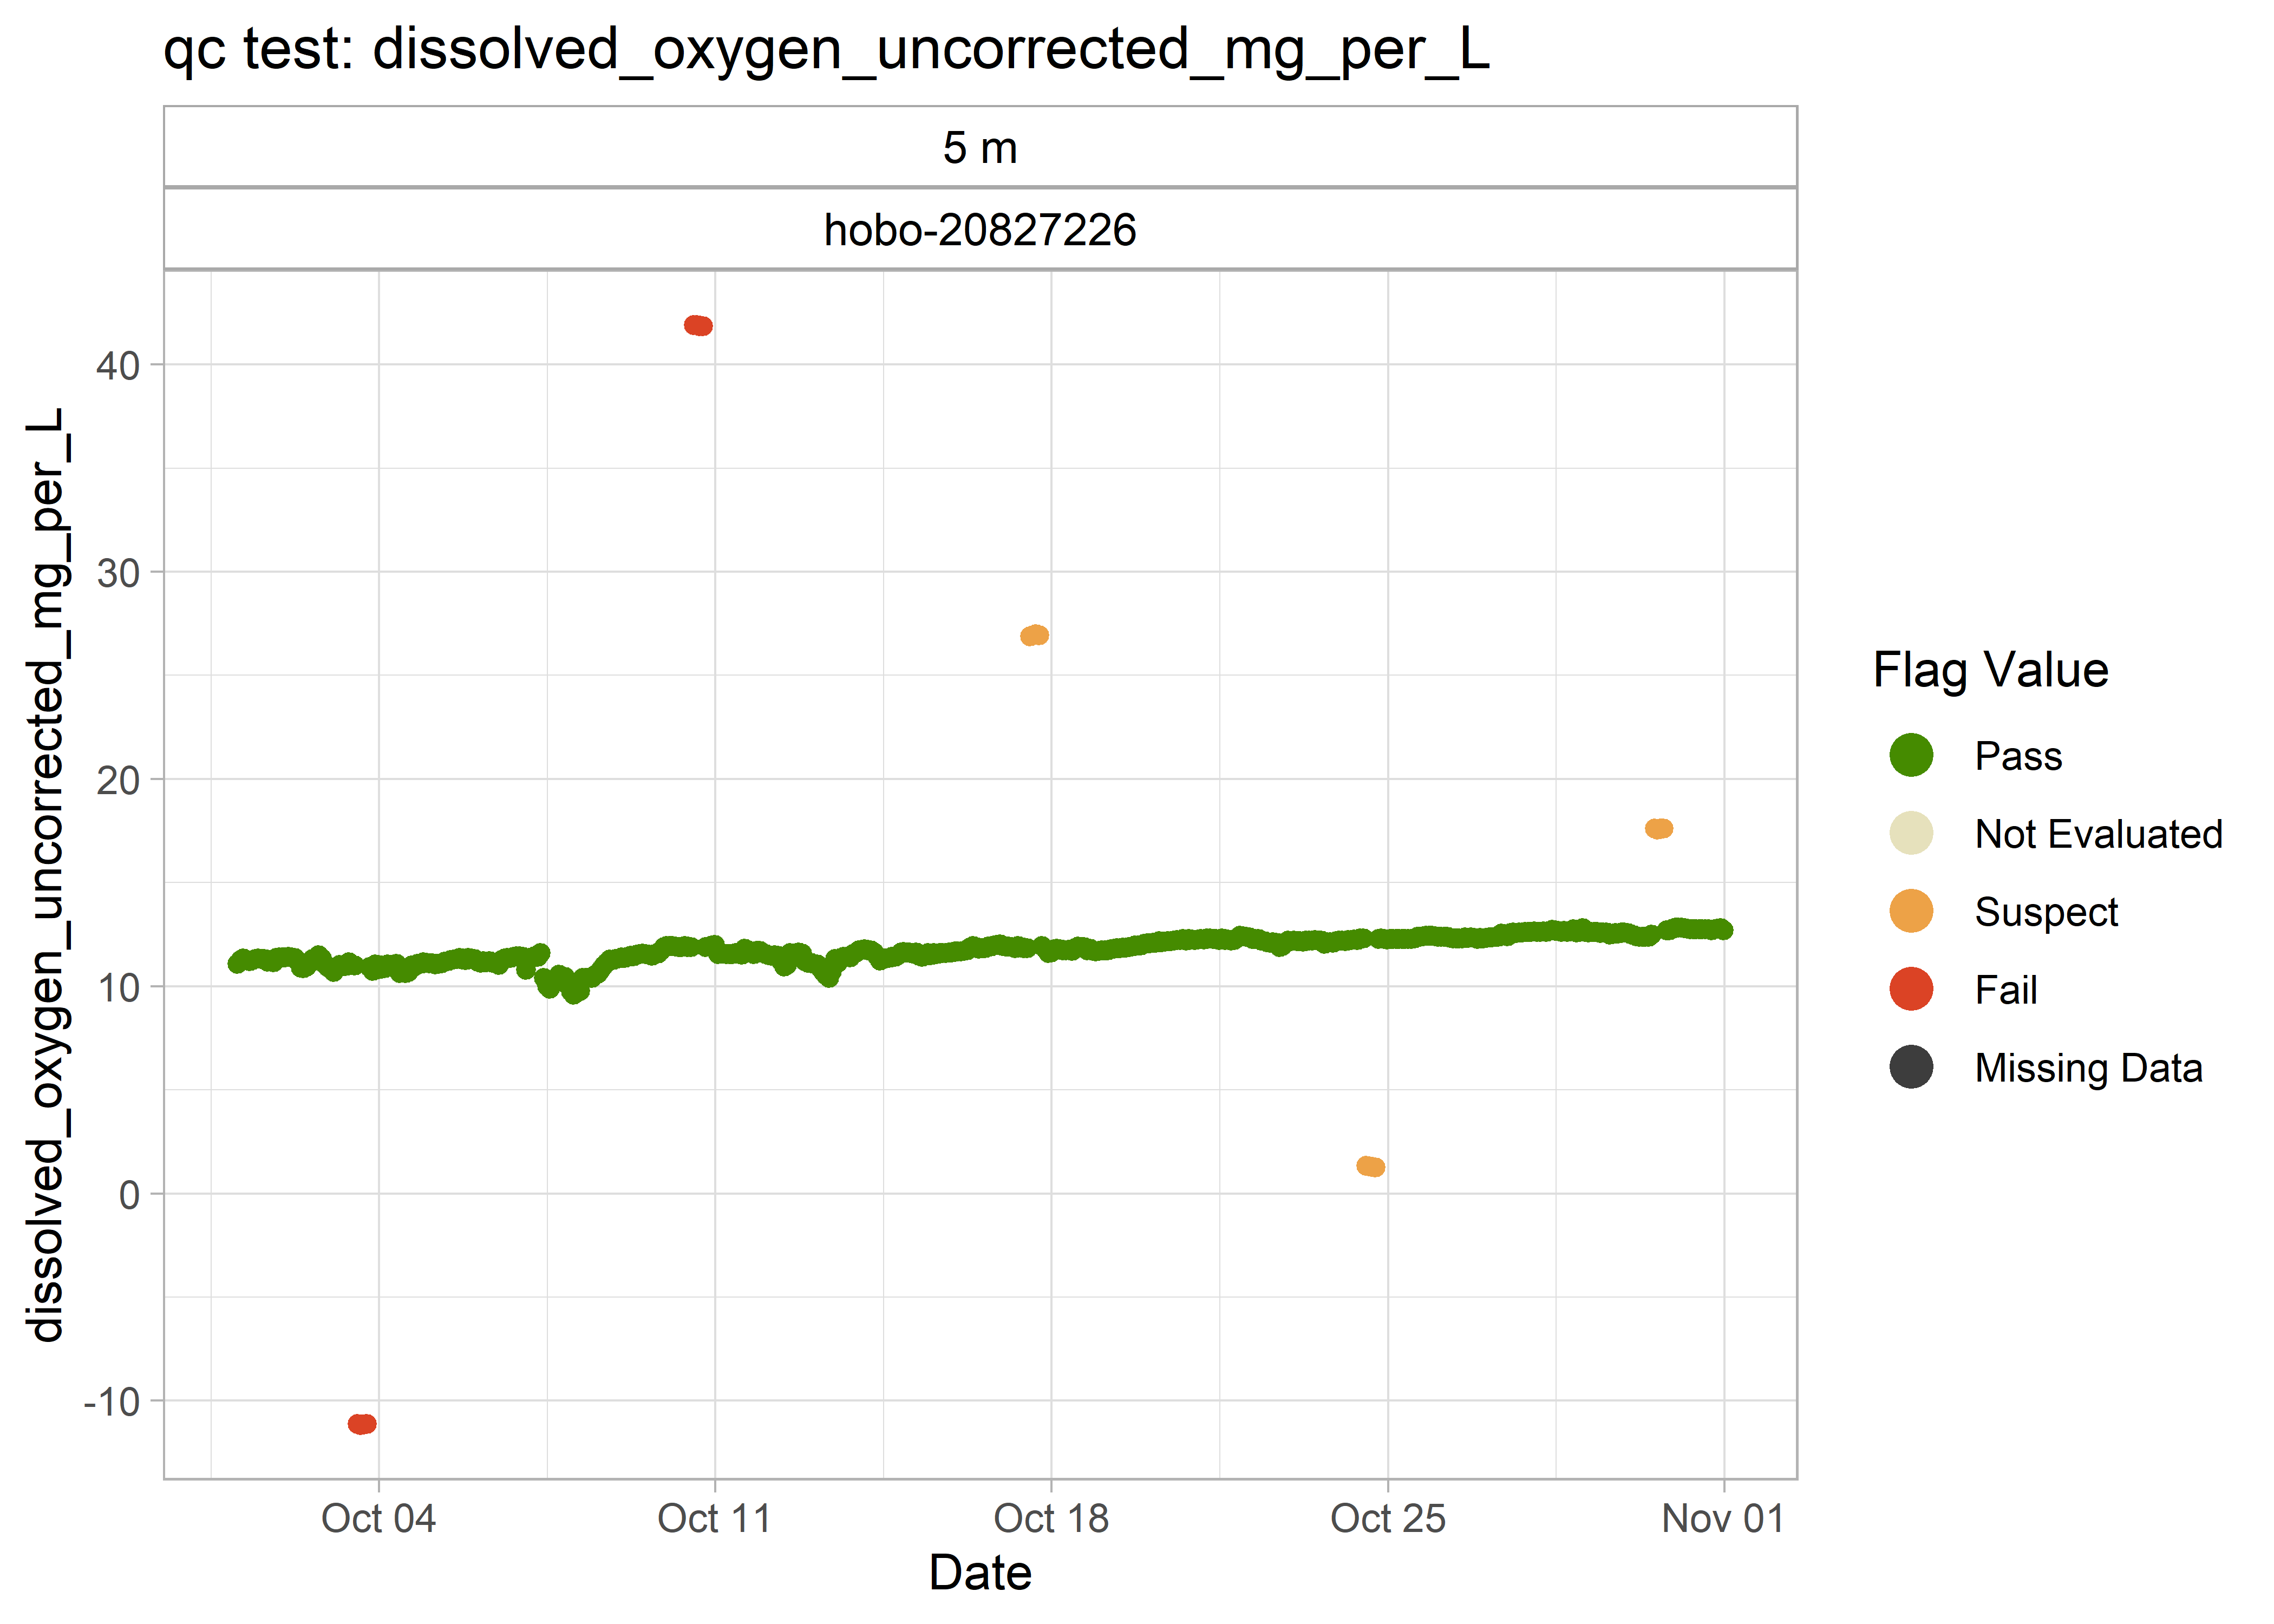 qc test: dissolved_oxygen_uncorrected_mg_per_L
5 m
hobo-20827226
dissolved_oxygen_uncorrected_mg_per_L
40
30
20
10
0
-10
Oct 04
Oct 11
Oct 18
Oct 25
Nov 01
Date
Flag Value
Pass
Not Evaluated
Suspect
Fail
Missing Data